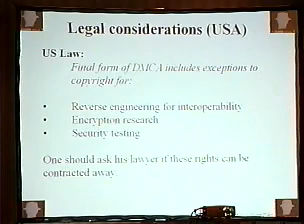 Legal considerations (USA)
US Law:
Final form of DMCA includes exceptions to
copyright for:
• Reverse engineering for interoperability
• Encryption research
• Security testing
One should ask his lawyer if these rights can be
contracted away.